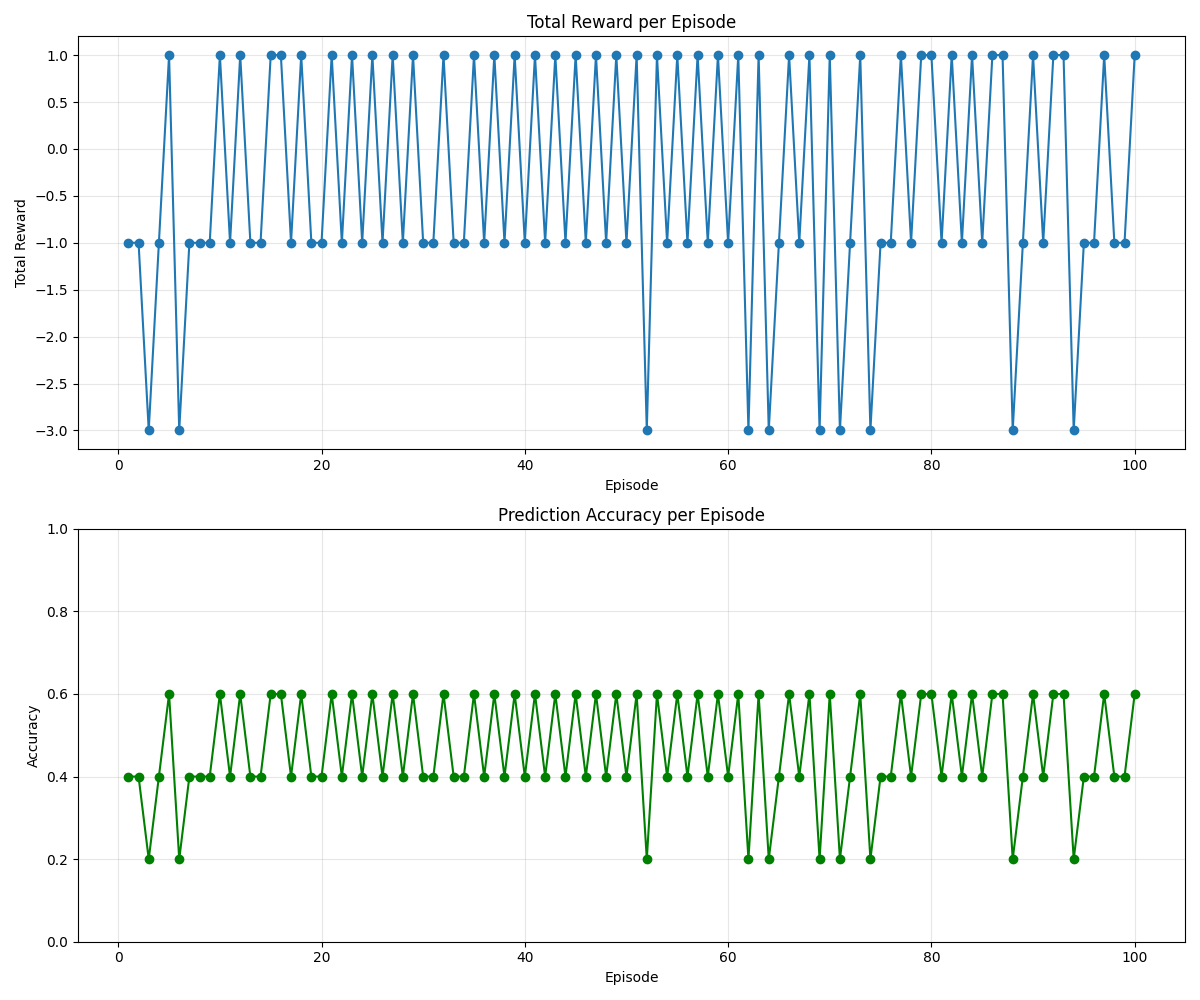 Total Reward per Episode
1.0
0.5
0.0
−0.5
−1.0
−1.5
−2.0
−2.5
−3.0
Total Reward
0 20 40 60 80 100
Episode
Prediction Accuracy per Episode
1.0
0.8
0.6
0.4
0.2
0.0
Accuracy
0 20 40 60 80 100
Episode